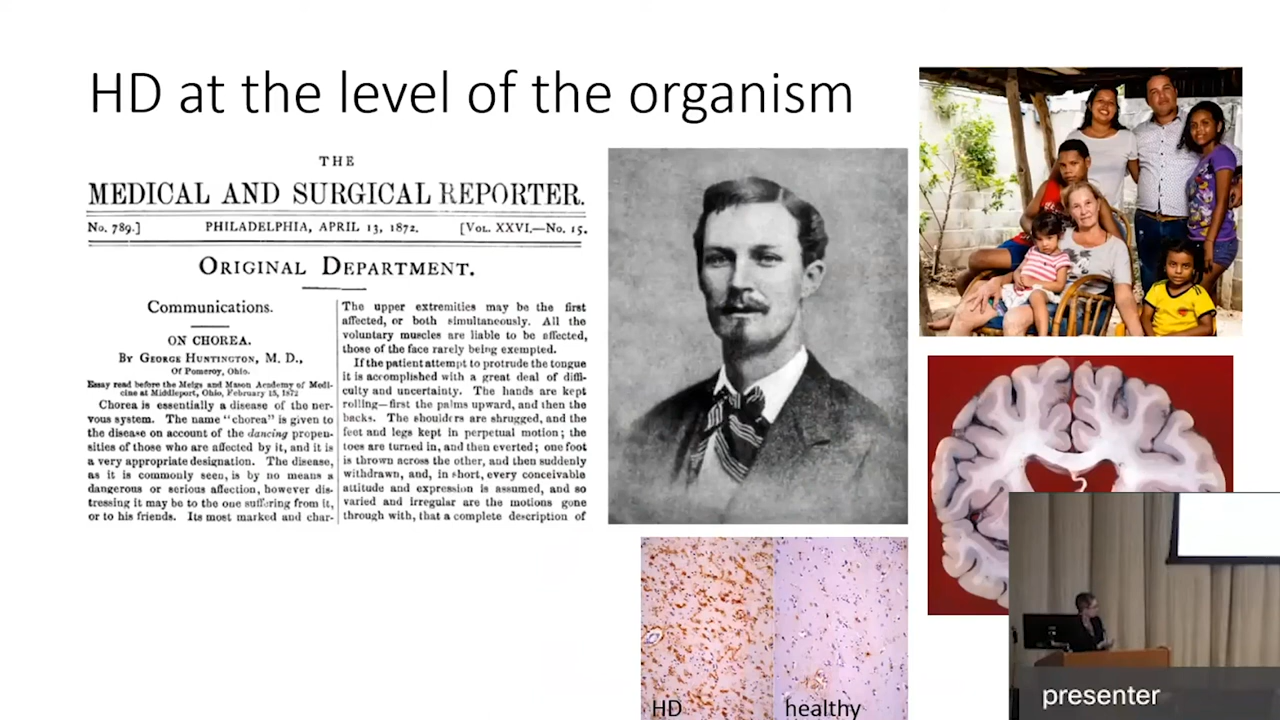 HD at the level of the organism
THE
MEDICAL AND SURGICAL REPORTER.
No. 789.] PHILADELPHIA, APRIL 13, 1872. [Vol. XXVI.—No. 15.
ORIGINAL DEPARTMENT.
Communications.
ON CHOREA.
By George Huntington, M. D.,
Of Pomeroy, Ohio.
Essay read before the Meigs and Mason Academy of Medi-
cine at Middleport, Ohio, February 15, 1872
Chorea is essentially a disease of the ner-
vous system. The name "chorea" is given to
the disease on account of the dancing propen-
sities of those who are affected by it, and it is
a very appropriate designation. The disease,
as it is commonly seen, is by no means a
dangerous or serious affection, however dis-
tressing it may be to the one suffering from it,
or to his friends. Its most marked and char-
The upper extremities may be the first
affected, or both simultaneously. All the
voluntary muscles are liable to be affected,
those of the face rarely being exempted.
If the patient attempt to protrude the tongue
it is accomplished with a great deal of diffi-
culty and uncertainty. The hands are kept
rolling—first the palms upward, and then the
backs. The shoulders are shrugged, and the
feet and legs kept in perpetual motion; the
toes are turned in, and then everted; one foot
is thrown across the other, and then suddenly
withdrawn, and, in short, every conceivable
attitude and expression is assumed, and so
varied and irregular are the motions gone
through with, that a complete description of
HD
healthy
presenter